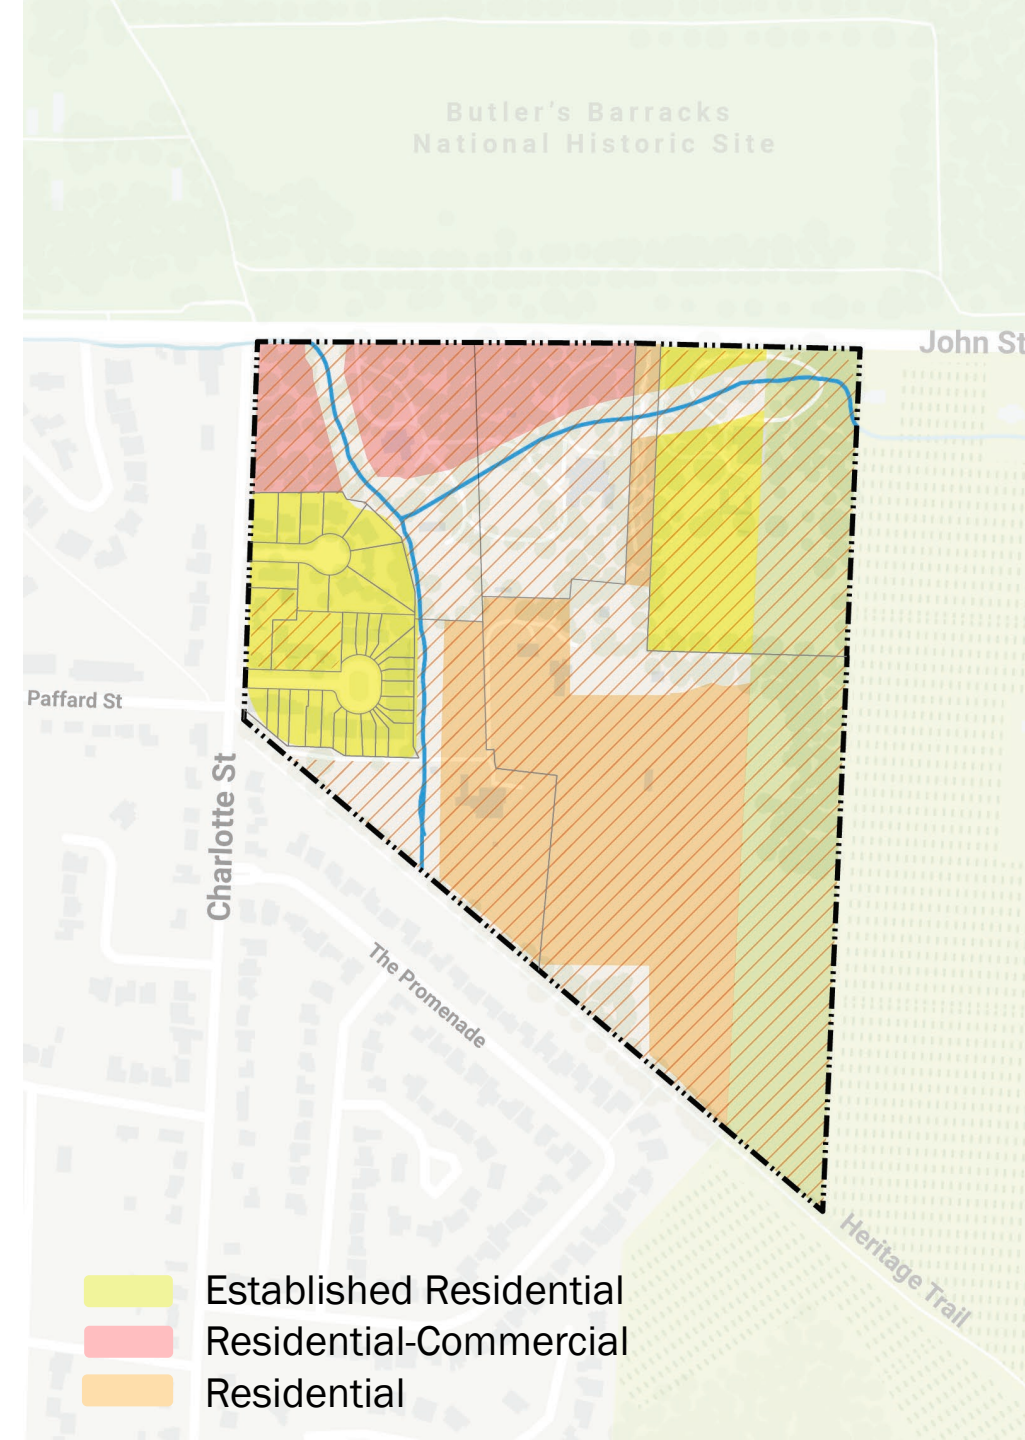 Butler's Barracks
National Historic Site
John St
Paffard St
Charlotte St
The Promenade
Heritage Trail
Established Residential
Residential-Commercial
Residential